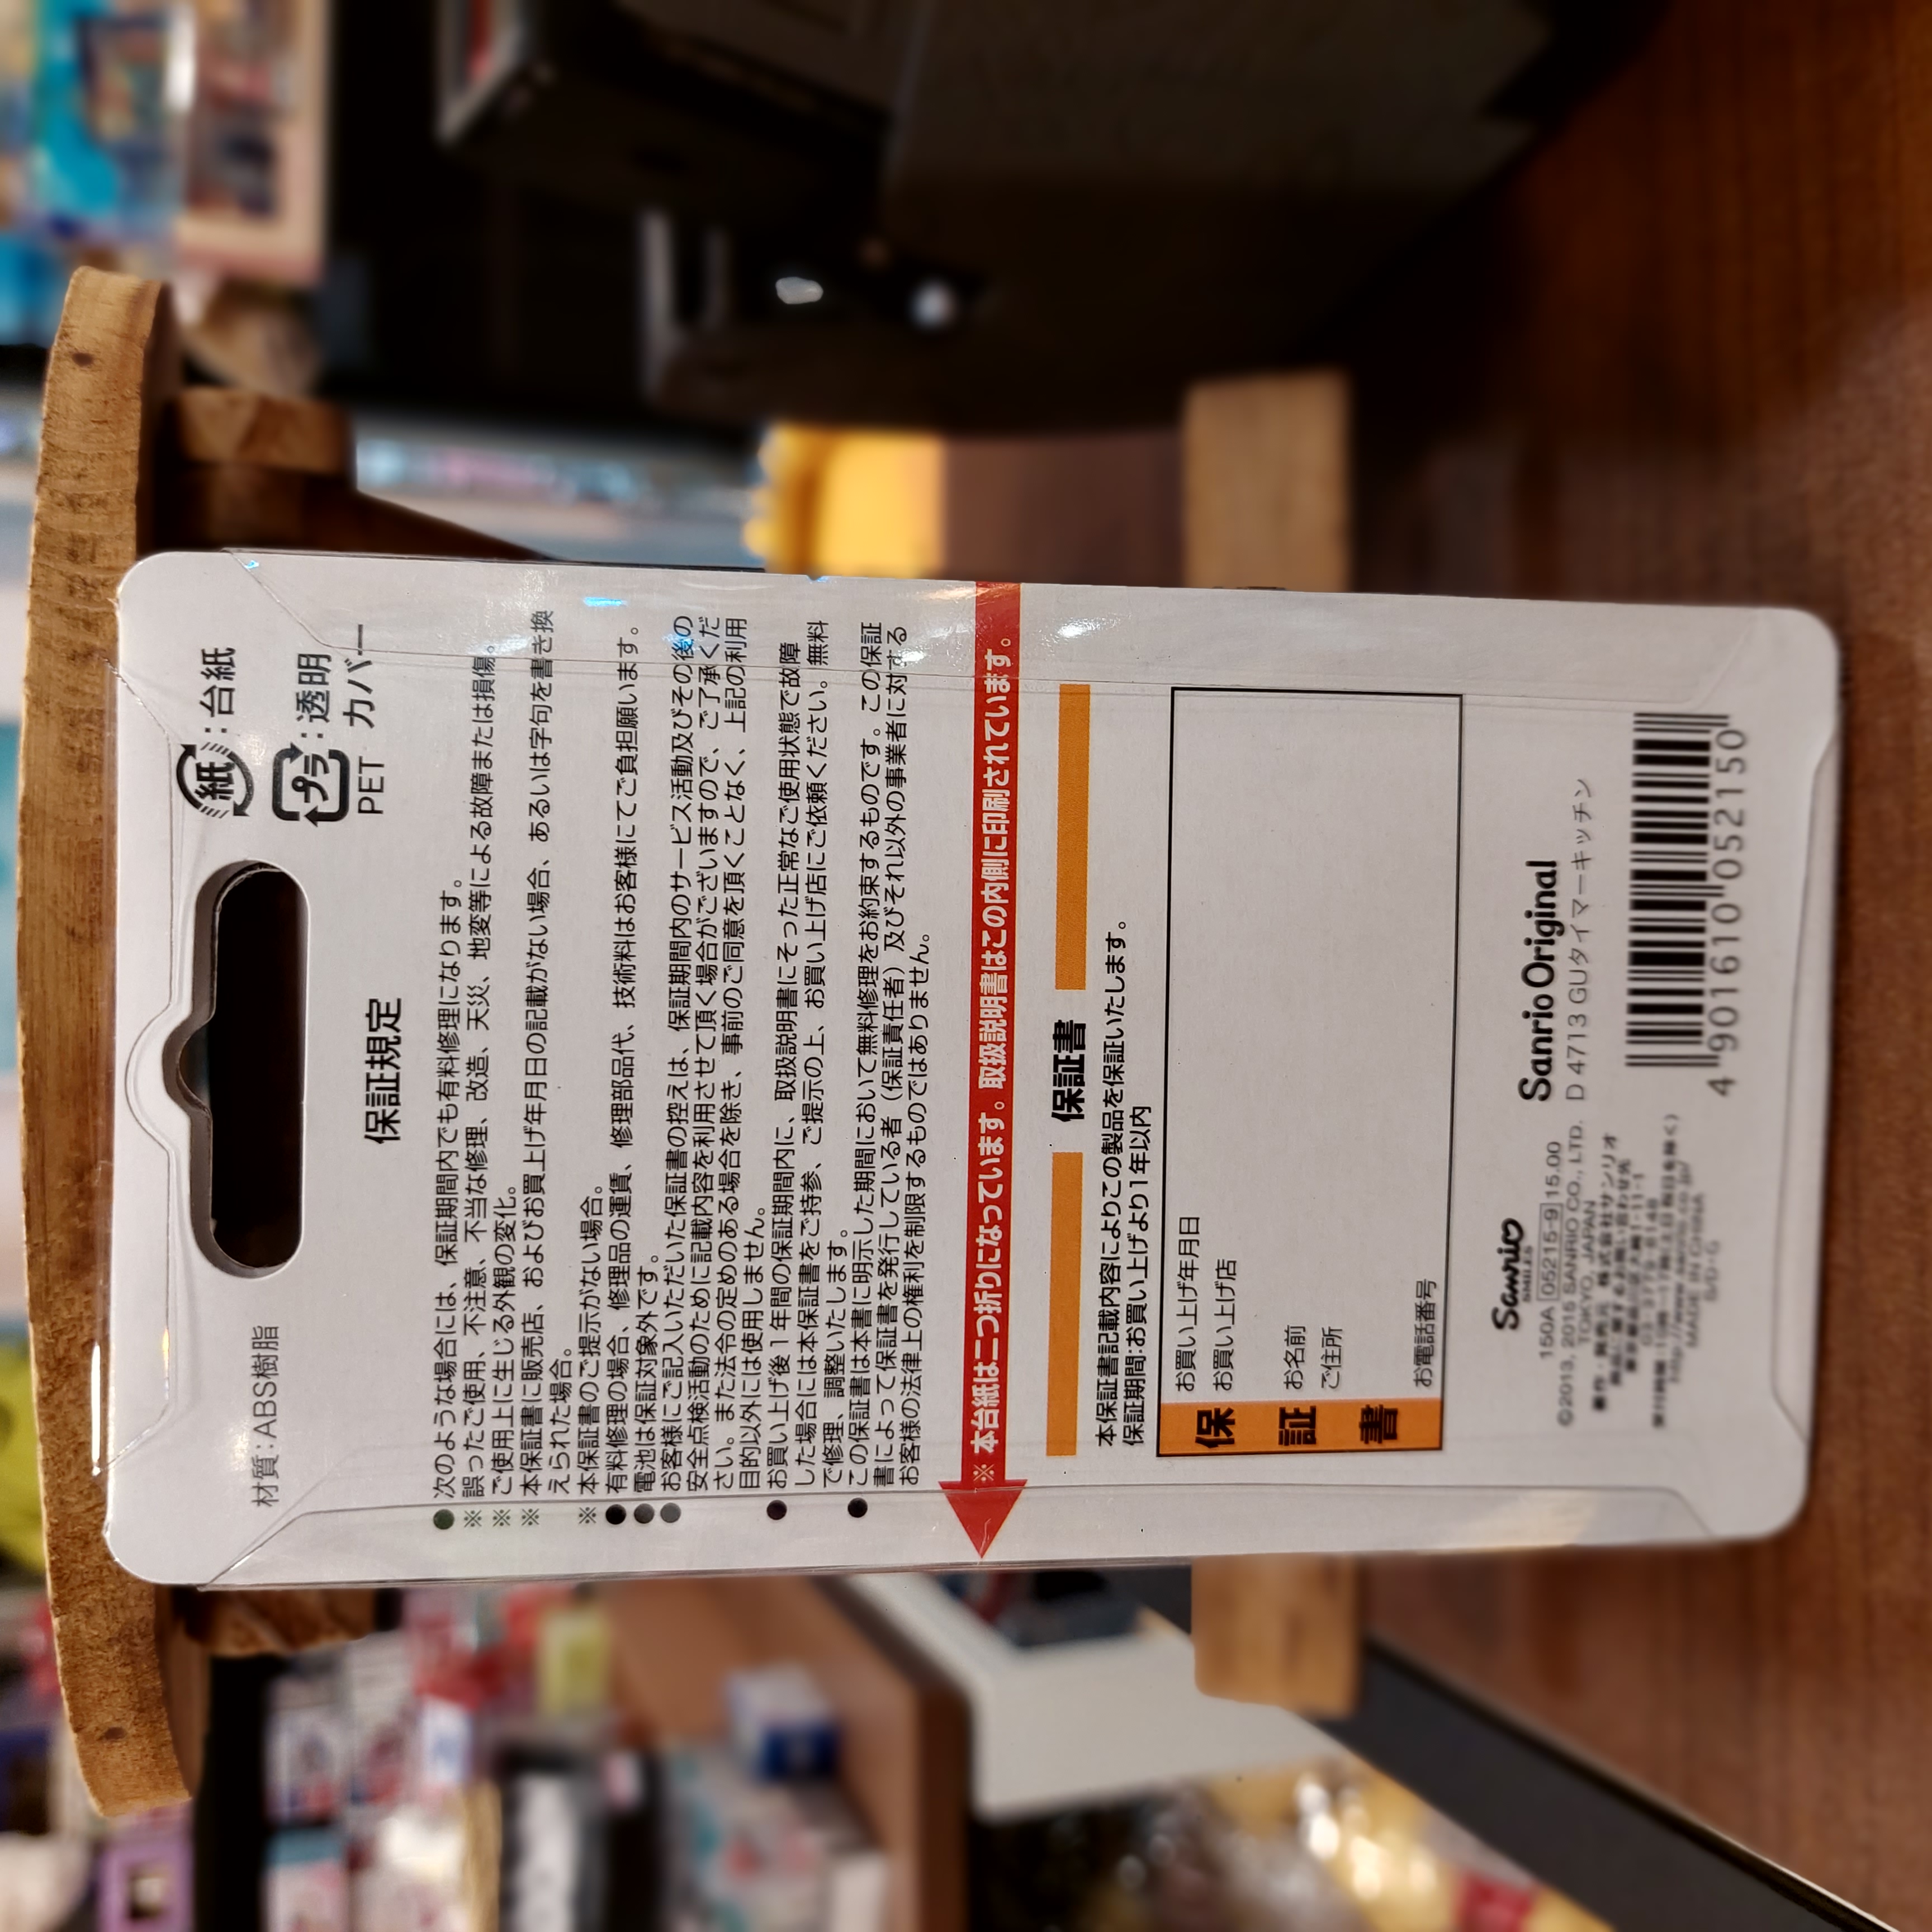 材質：ABS樹脂
紙：台紙
プラ：透明
PET カバー
保証規定
●次のような場合には、保証期間内でも有料修理になります。
※誤ったご使用、不注意、不当な修理、改造、天災、地変等による故障または損傷。
※ご使用上に生じる外観の変化。
※本保証書に販売店、およびお買上げ年月日の記載がない場合、あるいは字句を書き換
えられた場合。
※本保証書のご提示がない場合。
●有料修理の場合、修理品の運賃、修理部品代、技術料はお客様にてご負担願います。
●電池は保証対象外です。
●お客様にご記入いただいた保証書の控えは、保証期間内のサービス活動及びその後の
安全点検活動のために記載内容を利用させて頂く場合がございますので、ご了承くだ
さい。また法令の定めのある場合を除き、事前のご同意を頂くことなく、上記の利用
目的以外には使用しません。
●お買い上げ後１年間の保証期間内に、取扱説明書にそった正常なご使用状態で故障
した場合には本保証書をご持参、ご提示の上、お買い上げ店にご依頼ください。無料
で修理、調整いたします。
●この保証書は本書に明示した期間において無料修理をお約束するものです。この保証
書によって保証書を発行している者（保証責任者）及びそれ以外の事業者に対する
お客様の法律上の権利を制限するものではありません。
※本台紙は二つ折りになっています。取扱説明書はこの内側に印刷されています。
保証書
本保証書記載内容によりこの製品を保証いたします。
保証期間：お買い上げより1年以内
保証書
お買い上げ年月日
お買い上げ店
お名前
ご住所
お電話番号
Sanrio
SMILES
Sanrio Original
150A 05215-9 15.00
©2013, 2015 SANRIO CO., LTD.
D 4713 GUタイマーキッチン
TOKYO, JAPAN
株式会社サンリオ
MADE IN CHINA
4 901610 052150